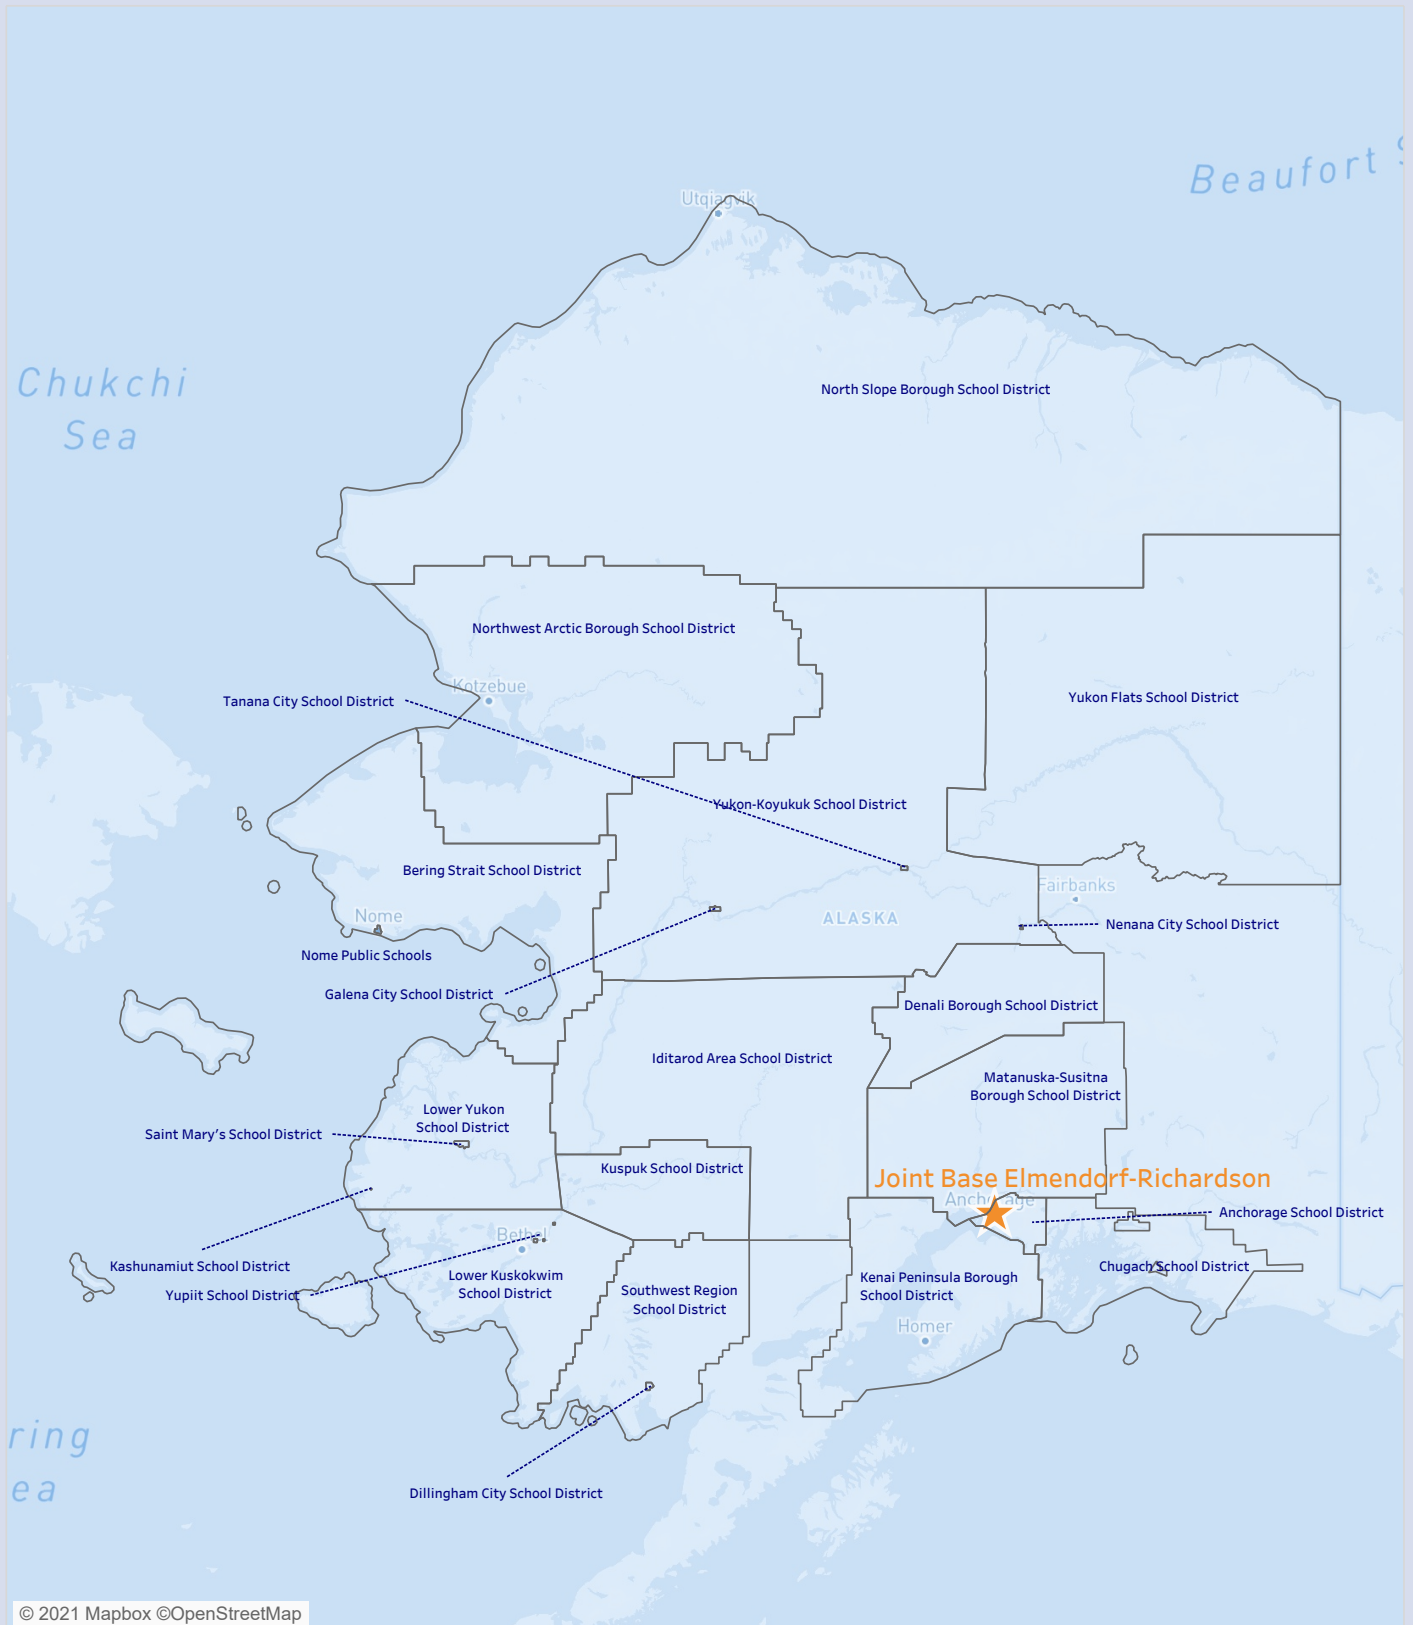 Beaufort S
Utqiagvik
Chukchi
Sea
North Slope Borough School District
Northwest Arctic Borough School District
Kotzebue
Tanana City School District
Yukon Flats School District
Yukon-Koyukuk School District
Bering Strait School District
Fairbanks
Nome
ALASKA
Nenana City School District
Nome Public Schools
Galena City School District
Denali Borough School District
Iditarod Area School District
Matanuska-Susitna
Borough School District
Lower Yukon
School District
Saint Mary's School District
Kuspuk School District
Joint Base Elmendorf-Richardson
Anchorage
Anchorage School District
Bethel
Kashunamiut School District
Chugach School District
Yupiit School District
Lower Kuskokwim
School District
Kenai Peninsula Borough
School District
Southwest Region
School District
Homer
ring
ea
Dillingham City School District
© 2021 Mapbox ©OpenStreetMap